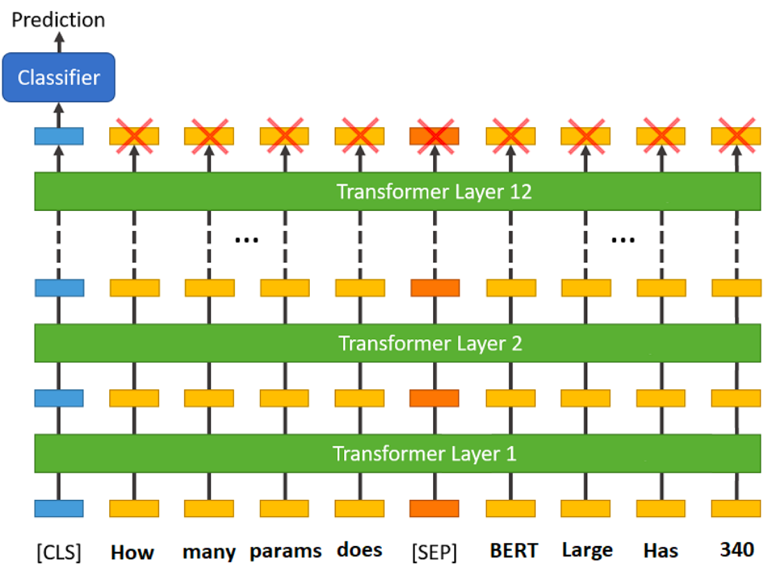 Prediction
Classifier
Transformer Layer 12
... ...
Transformer Layer 2
Transformer Layer 1
[CLS] How many params does [SEP] BERT Large Has 340